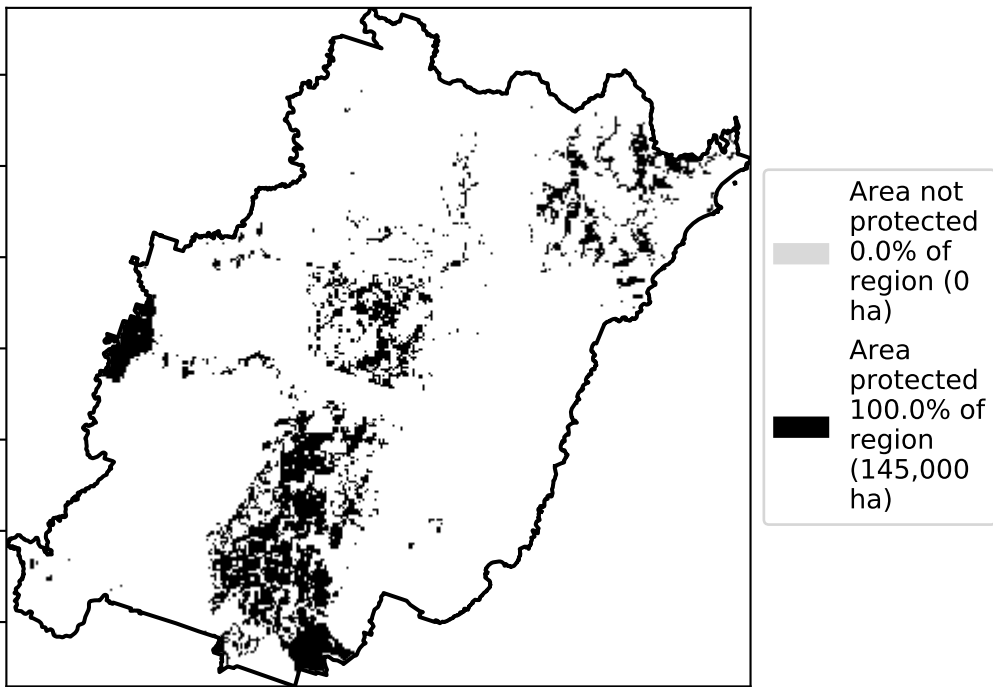 Area not
protected
0.0% of
region (0
ha)
Area
protected
100.0% of
region
(145,000
ha)